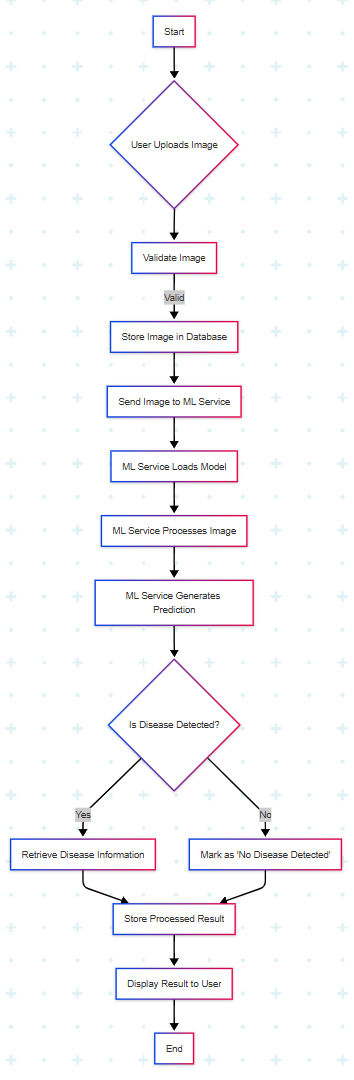 Start
User Uploads Image
Validate Image
Valid
Store Image in Database
Send Image to ML Service
ML Service Loads Model
ML Service Processes Image
ML Service Generates
Prediction
Is Disease Detected?
Yes
No
Retrieve Disease Information
Mark as 'No Disease Detected'
Store Processed Result
Display Result to User
End